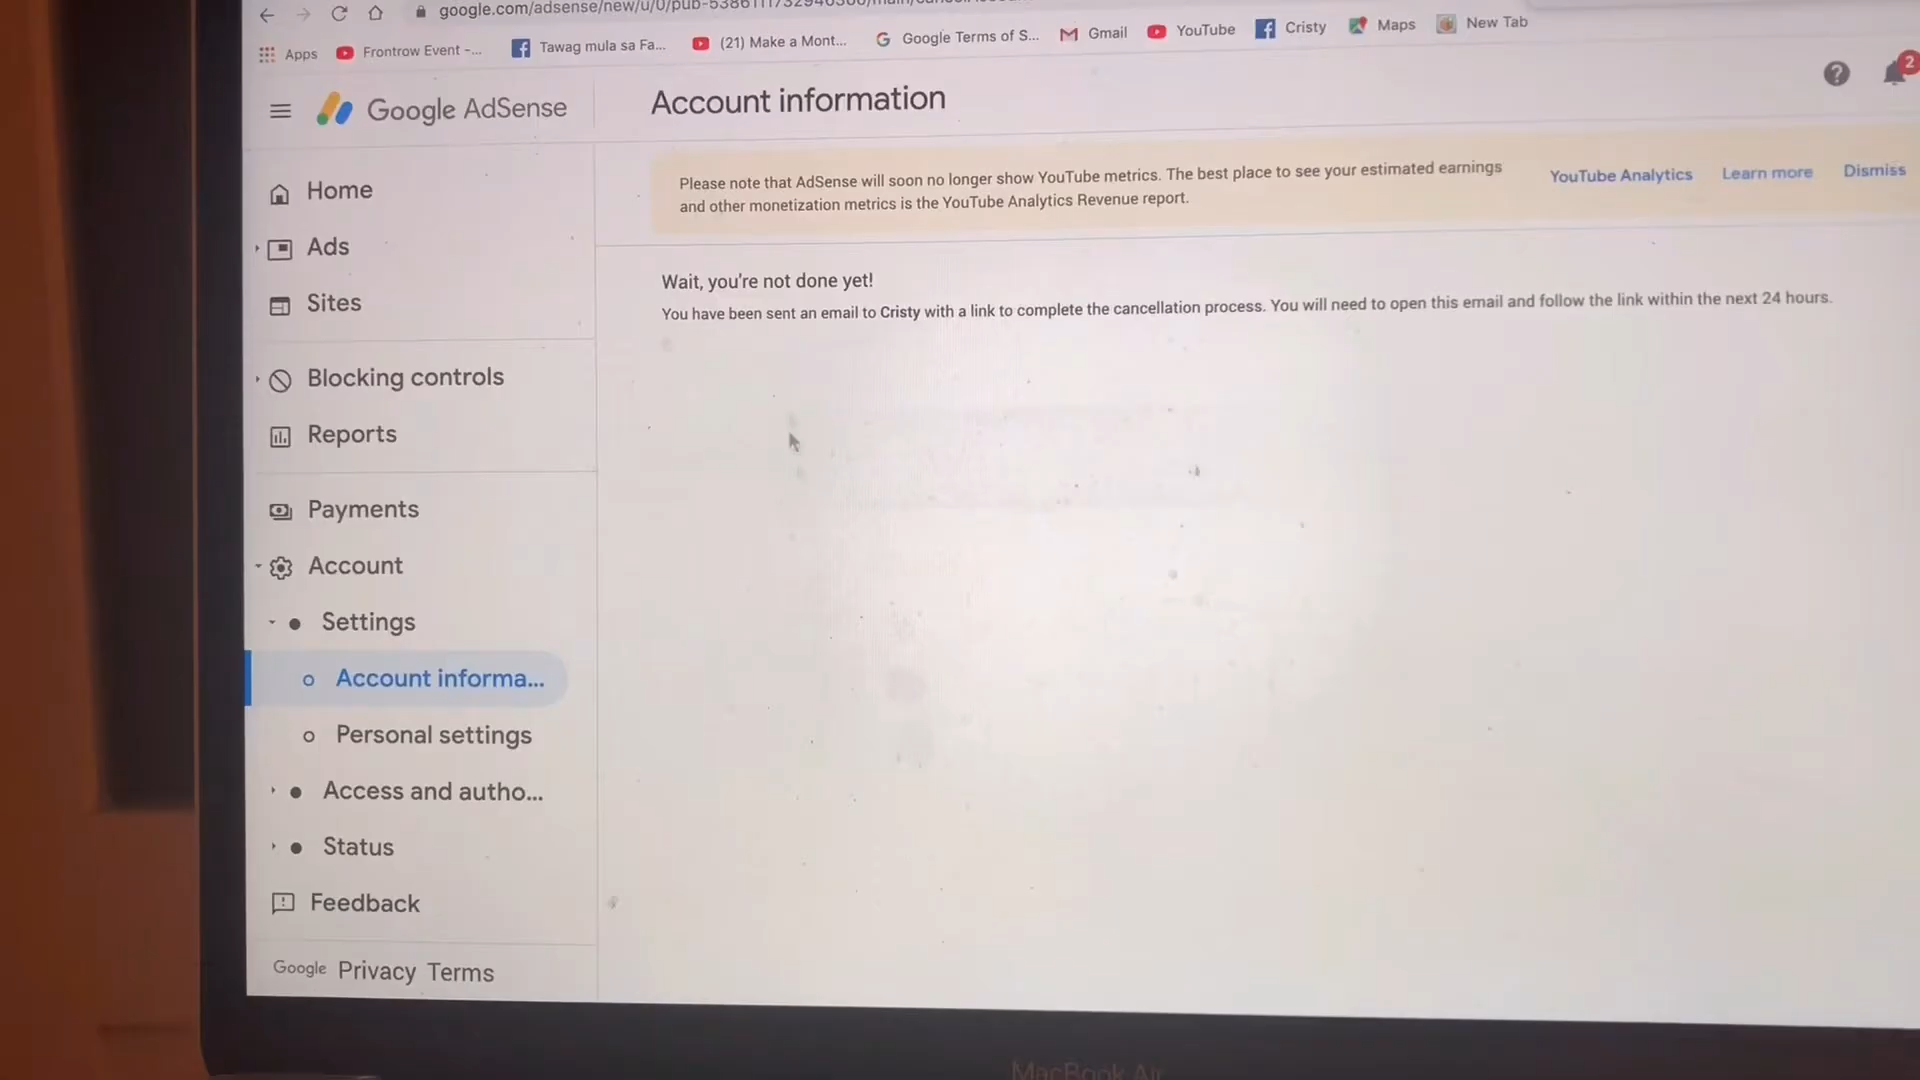 google.com/adsense/new/u/0/pub-
Apps
Frontrow Event -...
Tawag mula sa Fa...
(21) Make a Mont...
Google Terms of S...
Gmail
YouTube
Cristy
Maps
New Tab
Google AdSense
Account information
2
Please note that AdSense will soon no longer show YouTube metrics. The best place to see your estimated earnings
and other monetization metrics is the YouTube Analytics Revenue report.
YouTube Analytics
Learn more
Dismiss
Home
Ads
Sites
Blocking controls
Reports
Payments
Account
Settings
Account informa...
Personal settings
Access and autho...
Status
Feedback
Google Privacy Terms
Wait, you're not done yet!
You have been sent an email to Cristy with a link to complete the cancellation process. You will need to open this email and follow the link within the next 24 hours.
MacBook Air